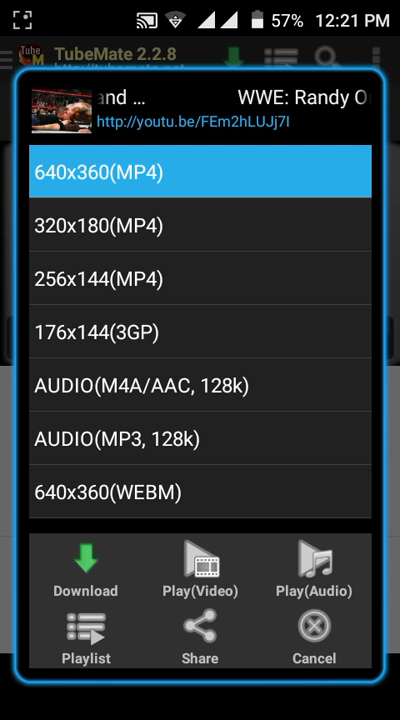 57% 12:21 PM
TubeMate 2.2.8
and ... WWE: Randy O
http://youtu.be/FEm2hLUJj7I
640x360(MP4)
320x180(MP4)
256x144(MP4)
176x144(3GP)
AUDIO(M4A/AAC, 128k)
AUDIO(MP3, 128k)
640x360(WEBM)
Download Play(Video) Play(Audio)
Playlist Share Cancel